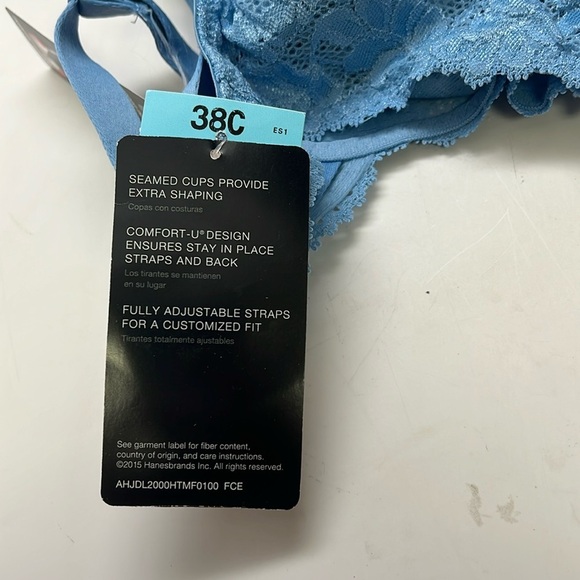 38C
ES1
SEAMED CUPS PROVIDE
EXTRA SHAPING
Copas con costuras
COMFORT-U® DESIGN
ENSURES STAY IN PLACE
STRAPS AND BACK
Los tirantes se mantienen
en su lugar
FULLY ADJUSTABLE STRAPS
FOR A CUSTOMIZED FIT
Tirantes totalmente ajustables
See garment label for fiber content,
country of origin, and care instructions.
©2015 Hanesbrands Inc. All rights reserved.
AHJDL2000HTMF0100 FCE